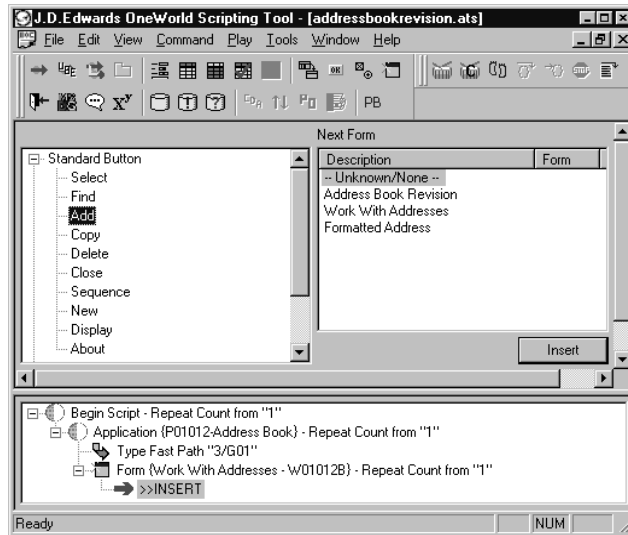 J.D.Edwards OneWorld Scripting Tool - [addressbookrevision.ats]
File Edit View Command Play Tools Window Help
UBE OK
Xʸ PB
Next Form
Standard Button
Select
Find
Add
Copy
Delete
Close
Sequence
New
Display
About
Description Form
-- Unknown/None --
Address Book Revision
Work With Addresses
Formatted Address
Insert
Begin Script - Repeat Count from "1"
Application {P01012-Address Book} - Repeat Count from "1"
Type Fast Path "3/G01"
Form {Work With Addresses - W01012B} - Repeat Count from "1"
>>INSERT
Ready NUM